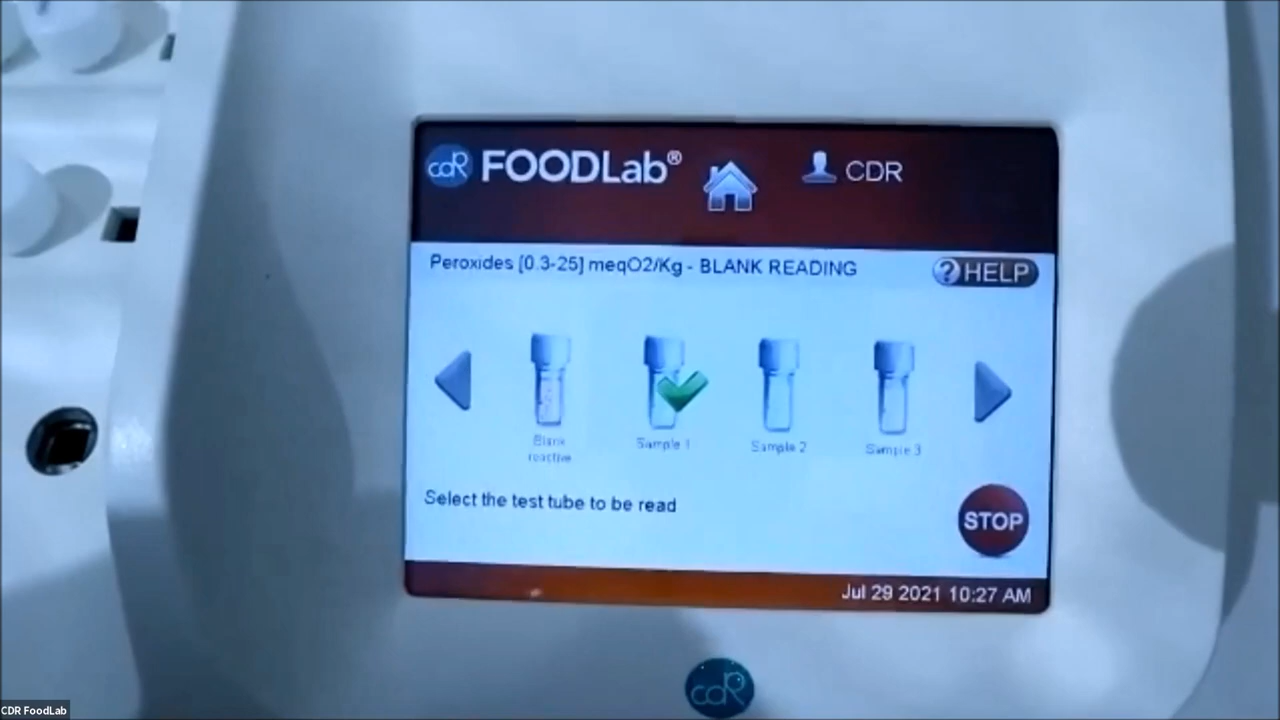 cdR FOODLab®
CDR
Peroxides [0.3-25] meqO2/Kg - BLANK READING
? HELP
Blank
reactive
Sample 1
Sample 2
Sample 3
Select the test tube to be read
STOP
Jul 29 2021 10:27 AM
cdR
CDR FoodLab